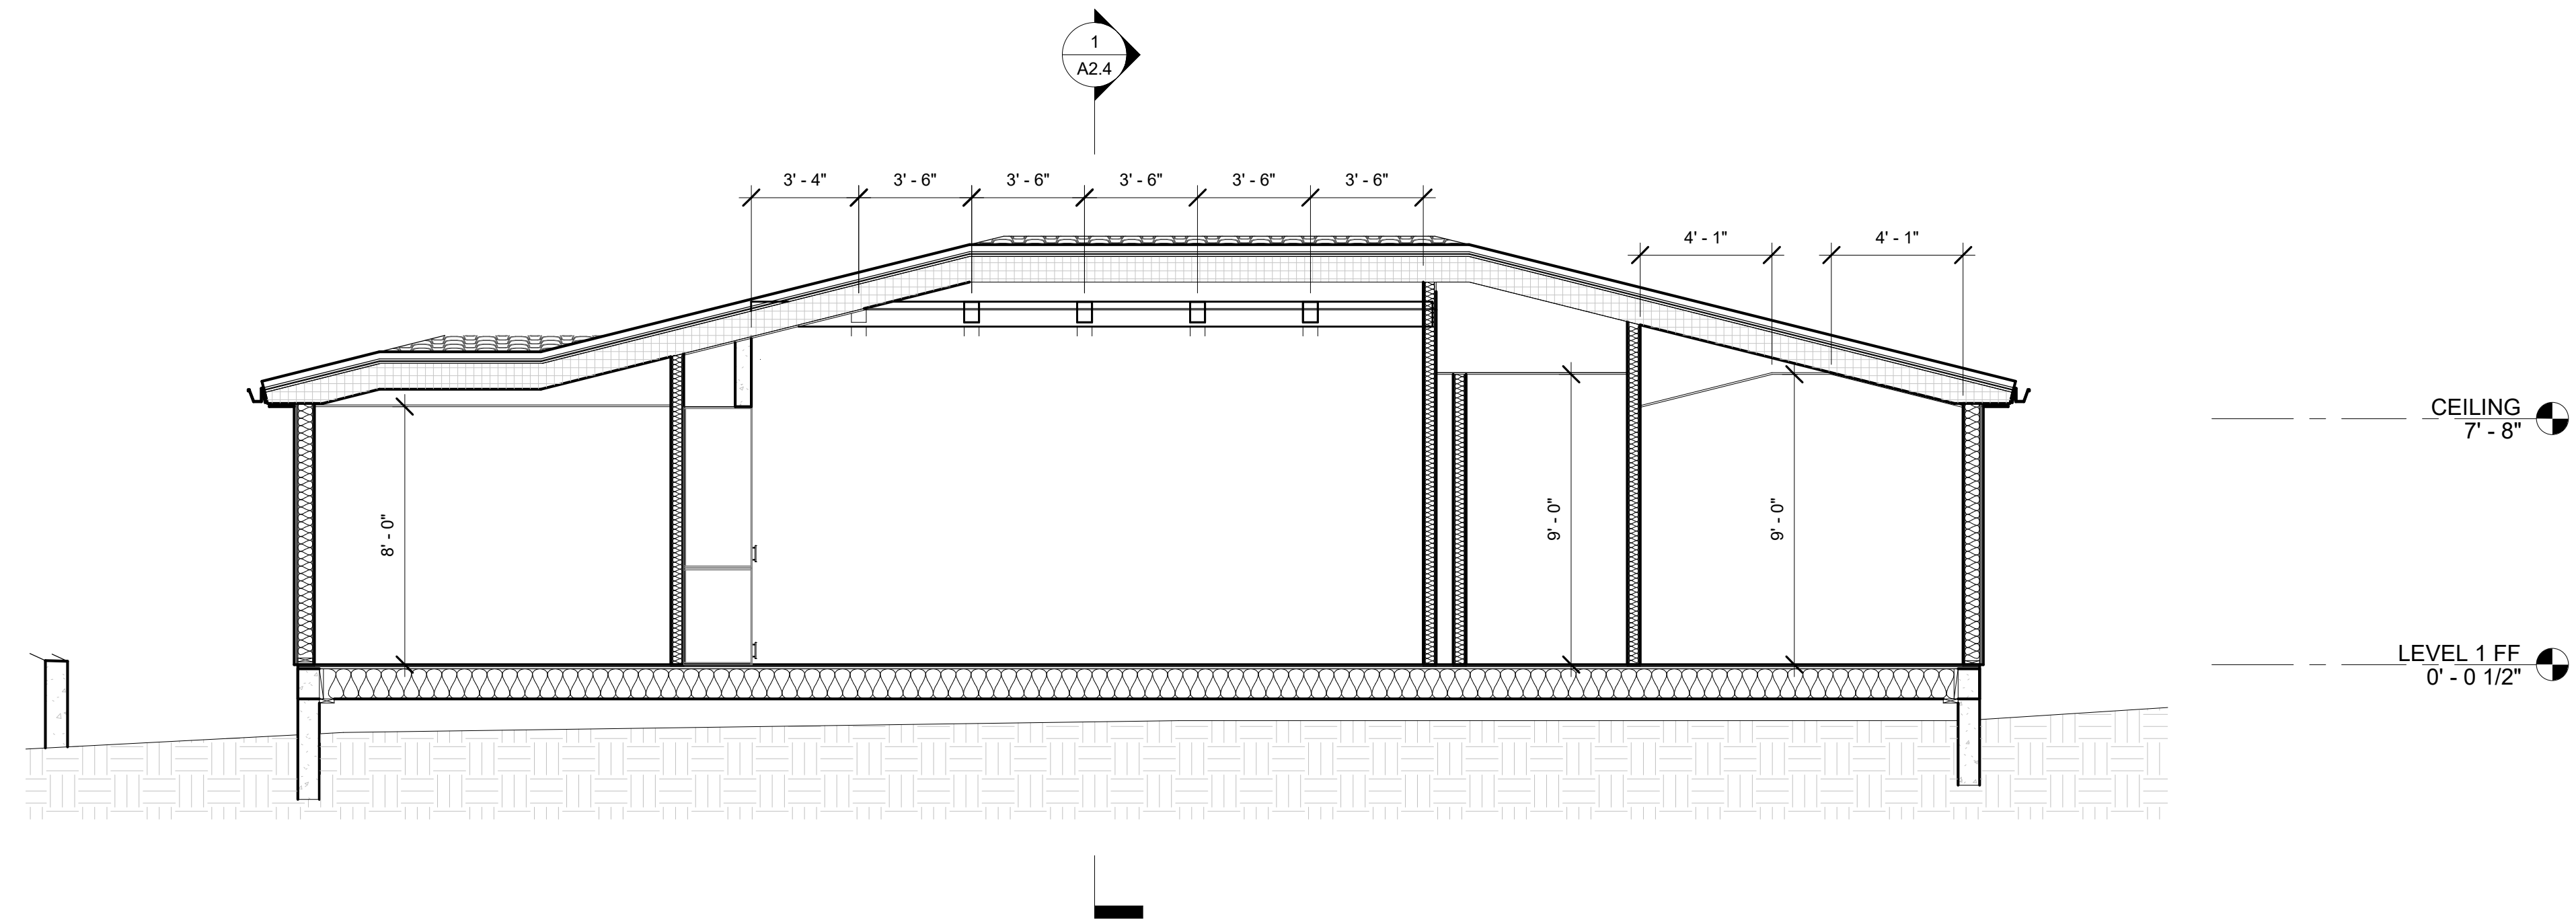 1
A2.4
3' - 4" 3' - 6" 3' - 6" 3' - 6" 3' - 6" 3' - 6"
4' - 1" 4' - 1"
CEILING
7' - 8"
8' - 0" 9' - 0" 9' - 0"
LEVEL 1 FF
0' - 0 1/2"